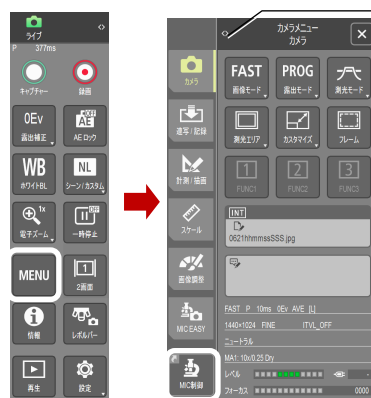 ライブ
P 377ms
キャプチャー 録画
0Ev AE OFF
露出補正 AE ロック
WB NL
ホワイトBL シーン/カスタム
1x OFF
電子ズーム 一時停止
MENU 1
2画面
情報 レボルバー
再生 設定
カメラメニュー
カメラ
カメラ
連写/記録
計測/描画
スケール
画像調整
MIC EASY
MIC制御
FAST PROG
画像モード 露出モード 測光モード
測光エリア カスタマイズ フレーム
1 2 3
FUNC1 FUNC2 FUNC3
INT
0621hhmmssSSS.jpg
FAST P 10ms 0Ev AVE [L]
1440×1024 FINE ITVL_OFF
ニュートラル
MA1: 10x/0.25 Dry
レベル -
フォーカス 0000